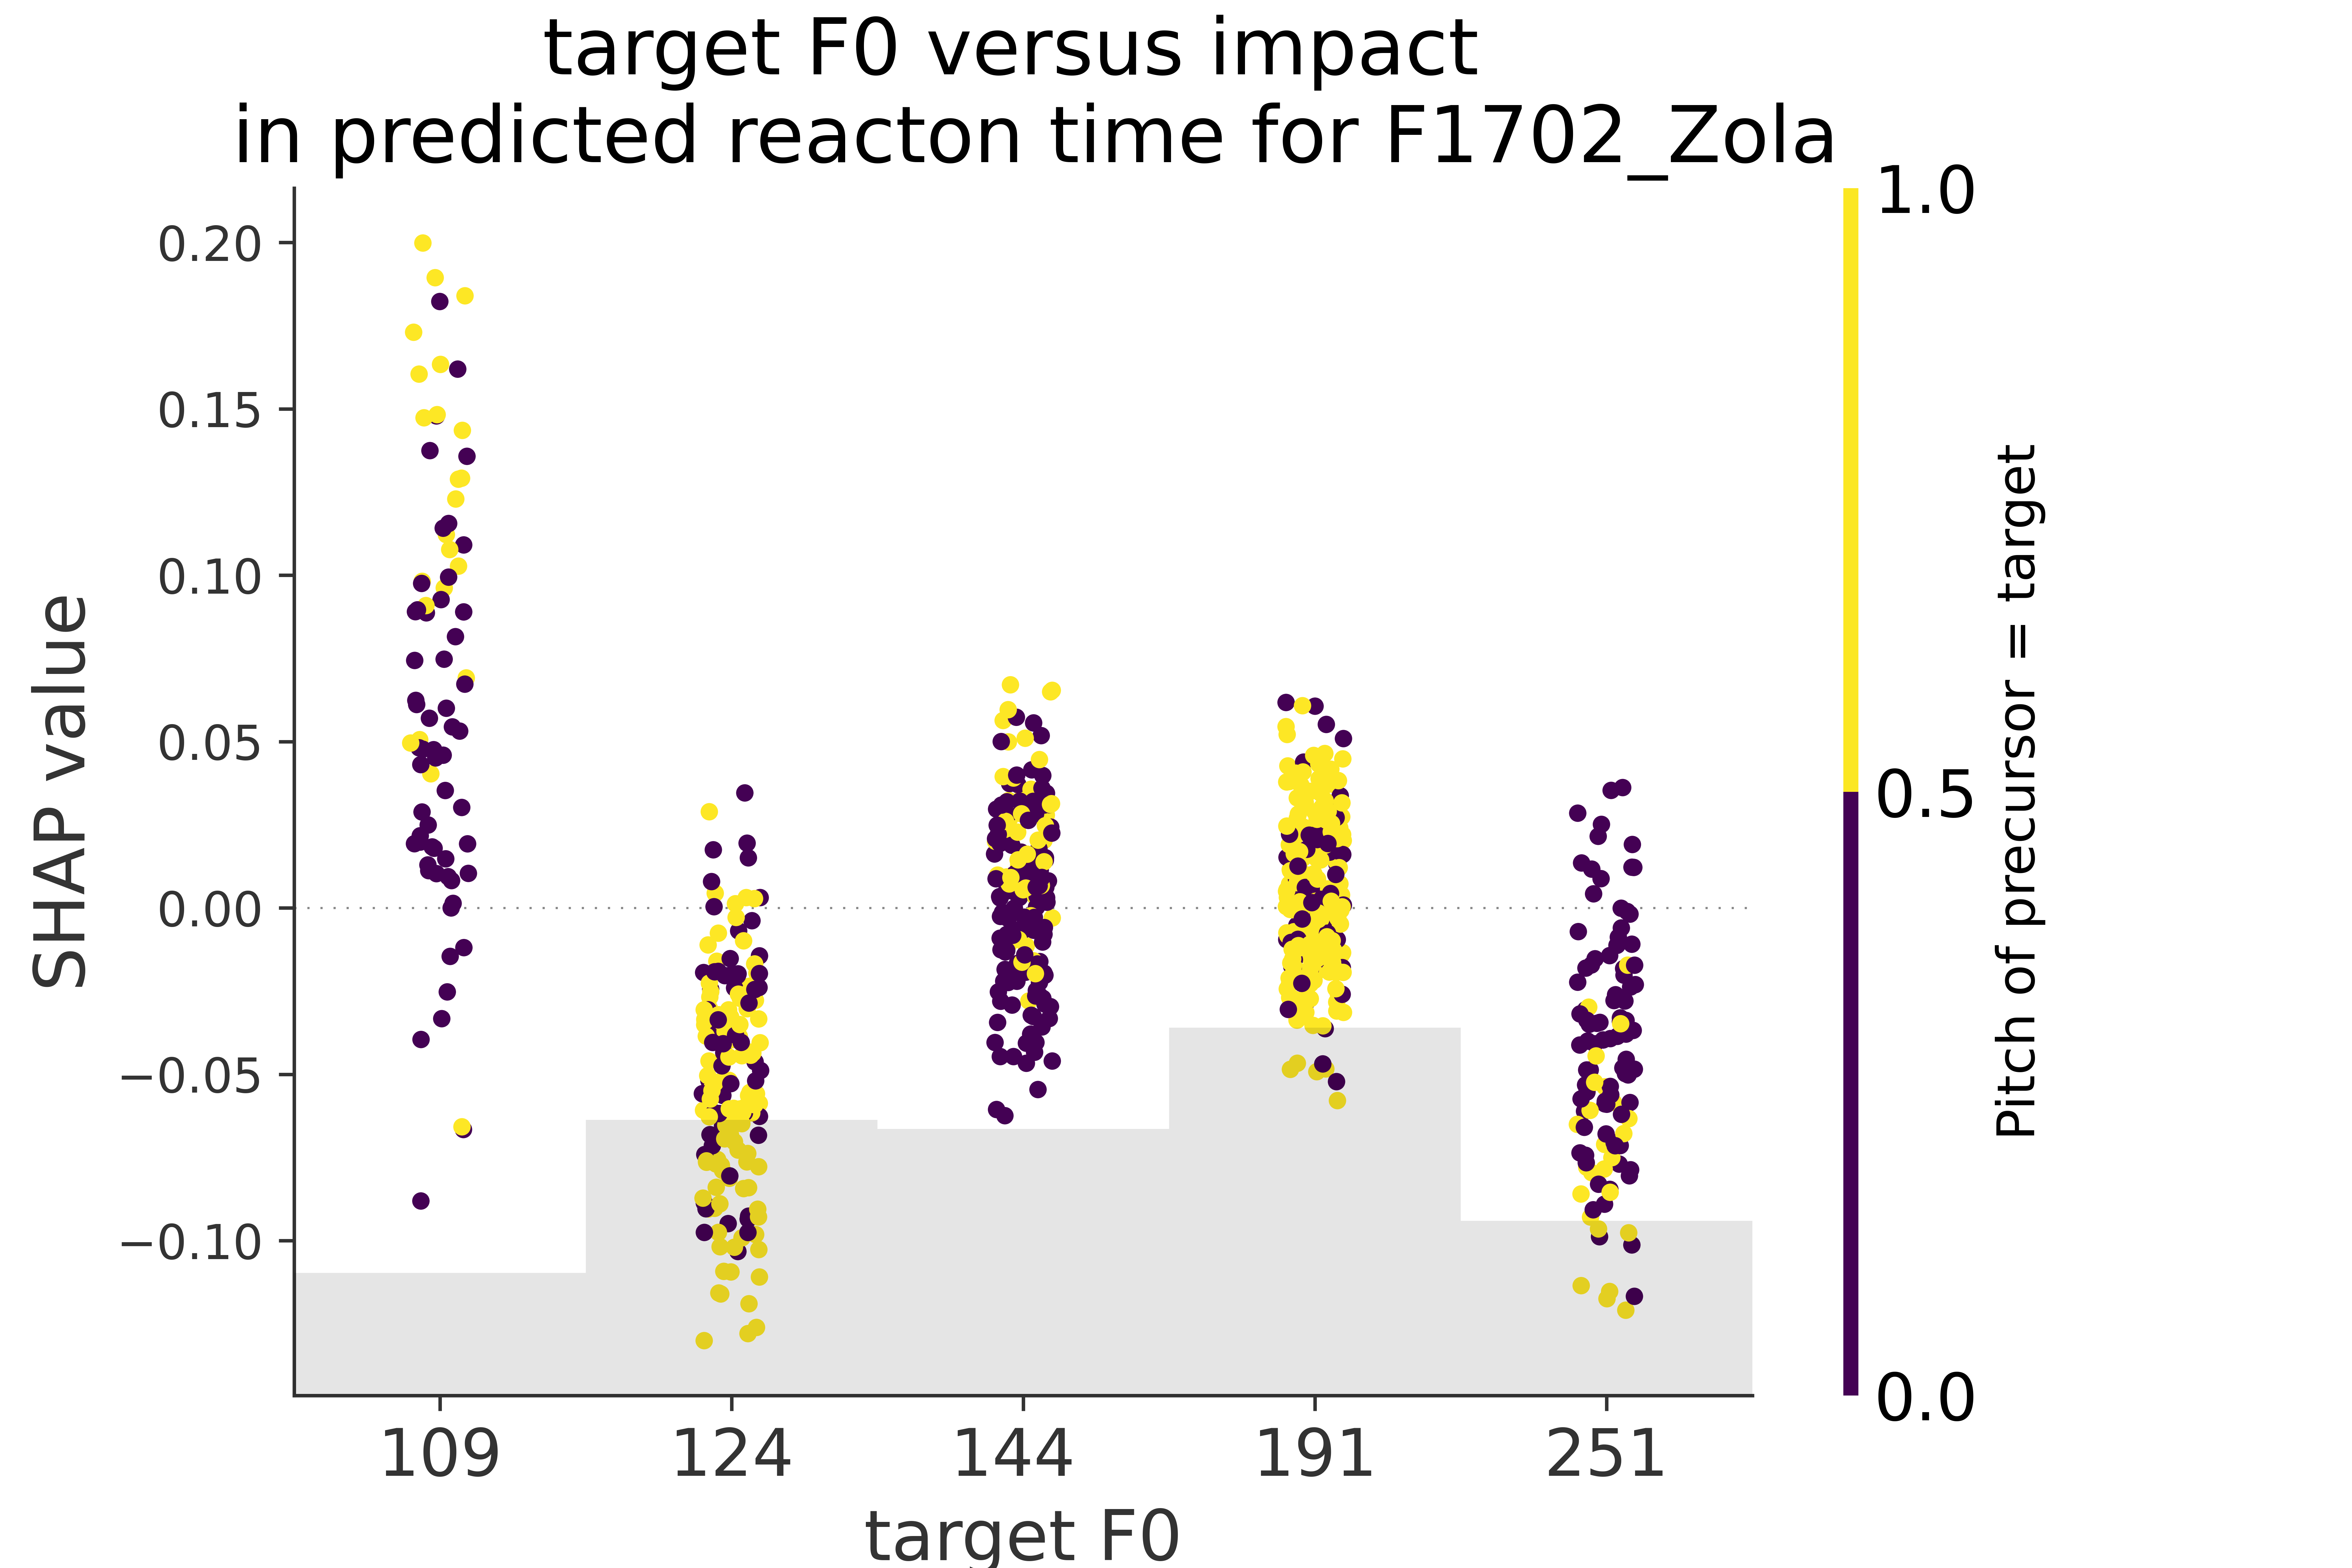 target F0 versus impact
in predicted reacton time for F1702_Zola
SHAP value
0.20
0.15
0.10
0.05
0.00
−0.05
−0.10
109 124 144 191 251
target F0
1.0
0.5
0.0
Pitch of precursor = target